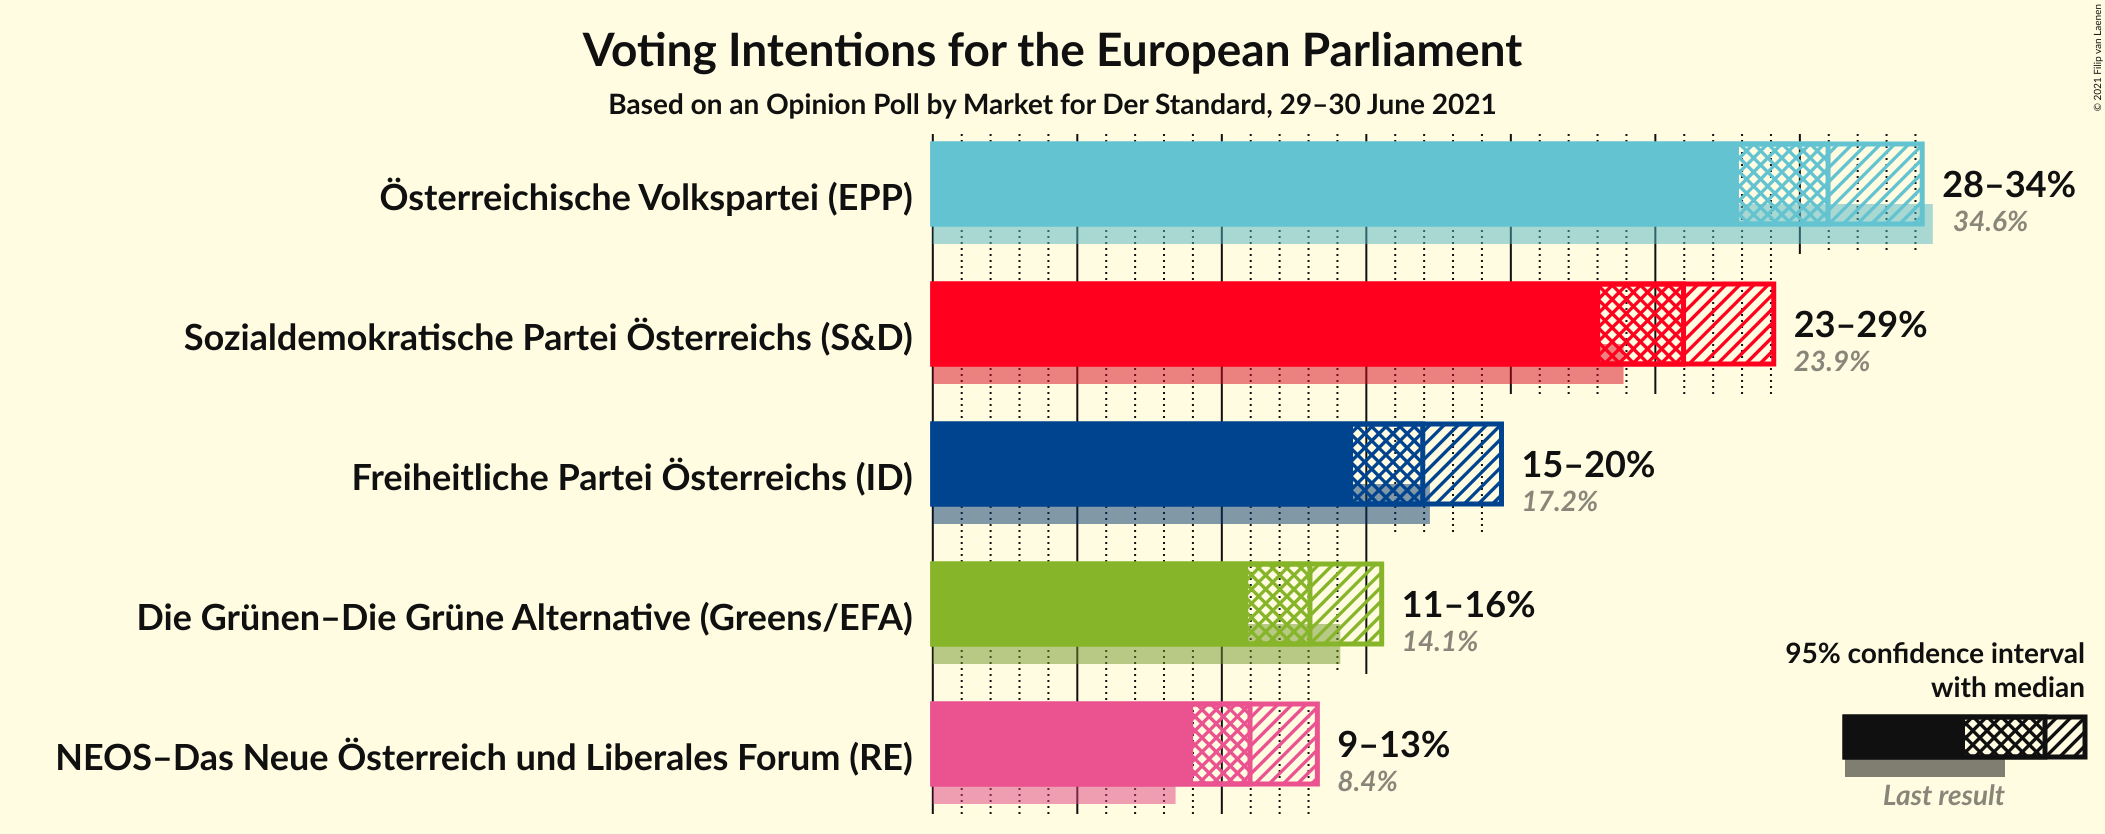 Voting Intentions for the European Parliament
Based on an Opinion Poll by Market for Der Standard, 29–30 June 2021
© 2021 Filip van Laenen
Österreichische Volkspartei (EPP)
28–34%
34.6%
Sozialdemokratische Partei Österreichs (S&D)
23–29%
23.9%
Freiheitliche Partei Österreichs (ID)
15–20%
17.2%
Die Grünen–Die Grüne Alternative (Greens/EFA)
11–16%
14.1%
NEOS–Das Neue Österreich und Liberales Forum (RE)
9–13%
8.4%
95% confidence interval
with median
Last result